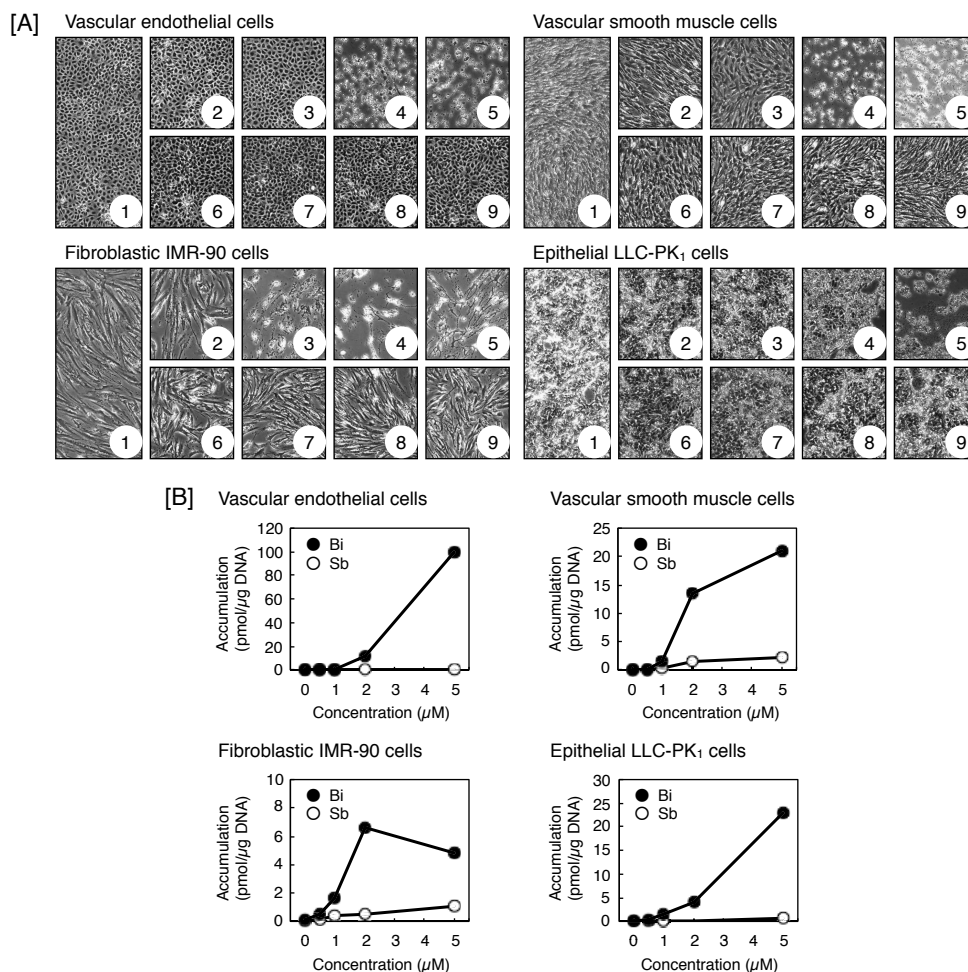 [A]
Vascular endothelial cells
1
2
3
4
5
6
7
8
9
Vascular smooth muscle cells
1
2
3
4
5
6
7
8
9
Fibroblastic IMR-90 cells
1
2
3
4
5
6
7
8
9
Epithelial LLC-PK₁ cells
1
2
3
4
5
6
7
8
9
[B]
Vascular endothelial cells
Accumulation
(pmol/µg DNA)
120
100
80
60
40
20
0
Bi
Sb
0 1 2 3 4 5
Concentration (µM)
Vascular smooth muscle cells
Accumulation
(pmol/µg DNA)
25
20
15
10
5
0
Bi
Sb
0 1 2 3 4 5
Concentration (µM)
Fibroblastic IMR-90 cells
Accumulation
(pmol/µg DNA)
10
8
6
4
2
0
Bi
Sb
0 1 2 3 4 5
Concentration (µM)
Epithelial LLC-PK₁ cells
Accumulation
(pmol/µg DNA)
30
25
20
15
10
5
0
Bi
Sb
0 1 2 3 4 5
Concentration (µM)